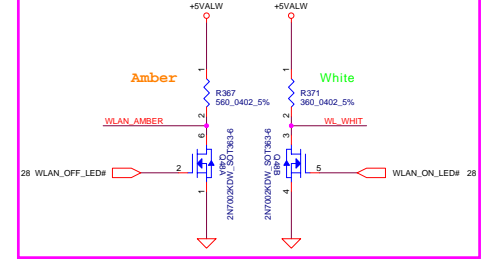 +5VALW
+5VALW
Amber
White
1
1
R367
560_0402_5%
R371
360_0402_5%
2
2
WLAN_AMBER
WL_WHIT
6
3
Q48A
2N7002KDW_SOT363-6
Q48B
2N7002KDW_SOT363-6
28 WLAN_OFF_LED#
2
5
WLAN_ON_LED# 28
1
4